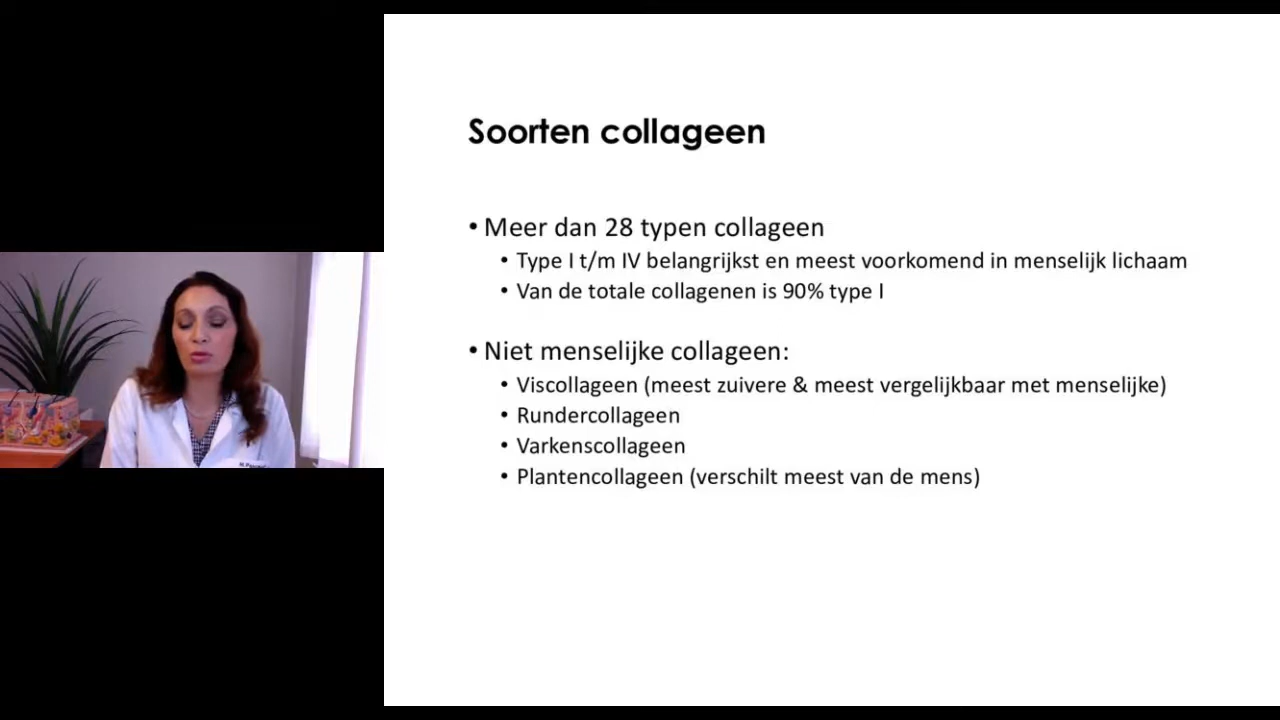 Soorten collageen
• Meer dan 28 typen collageen
• Type I t/m IV belangrijkst en meest voorkomend in menselijk lichaam
• Van de totale collagenen is 90% type I
• Niet menselijke collageen:
• Viscollageen (meest zuivere & meest vergelijkbaar met menselijke)
• Rundercollageen
• Varkenscollageen
• Plantencollageen (verschilt meest van de mens)